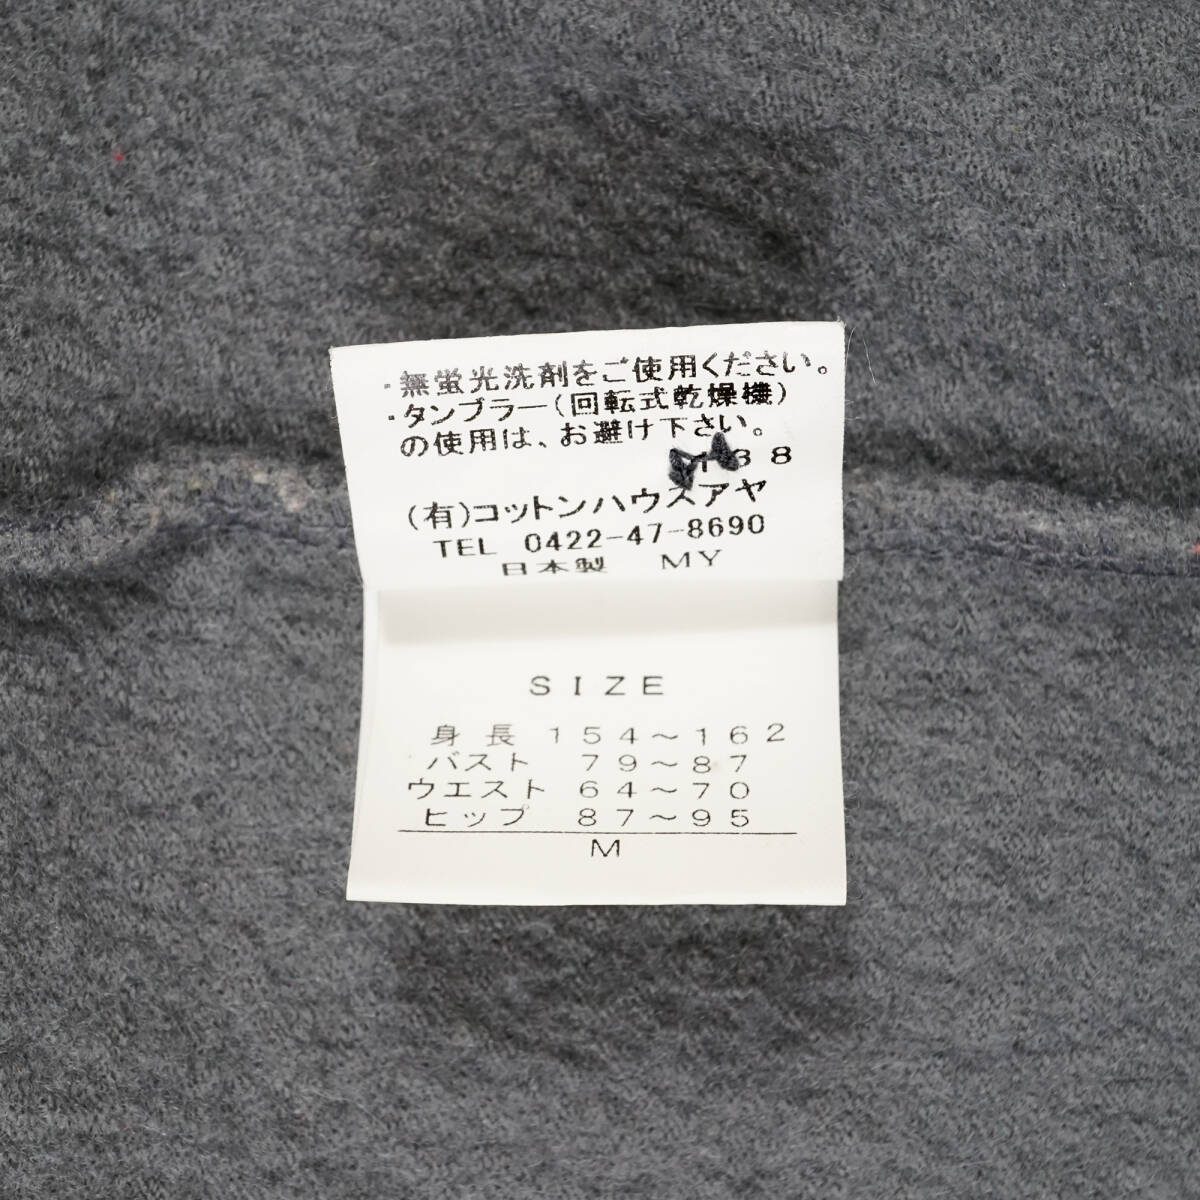 ・無蛍光洗剤をご使用ください。
・タンブラー(回転式乾燥機)
の使用は、お避け下さい。
38
(有)コットンハウスアヤ
TEL 0422-47-8690
日本製 MY
SIZE
身長 154～162
バスト 79～87
ウエスト 64～70
ヒップ 87～95
M